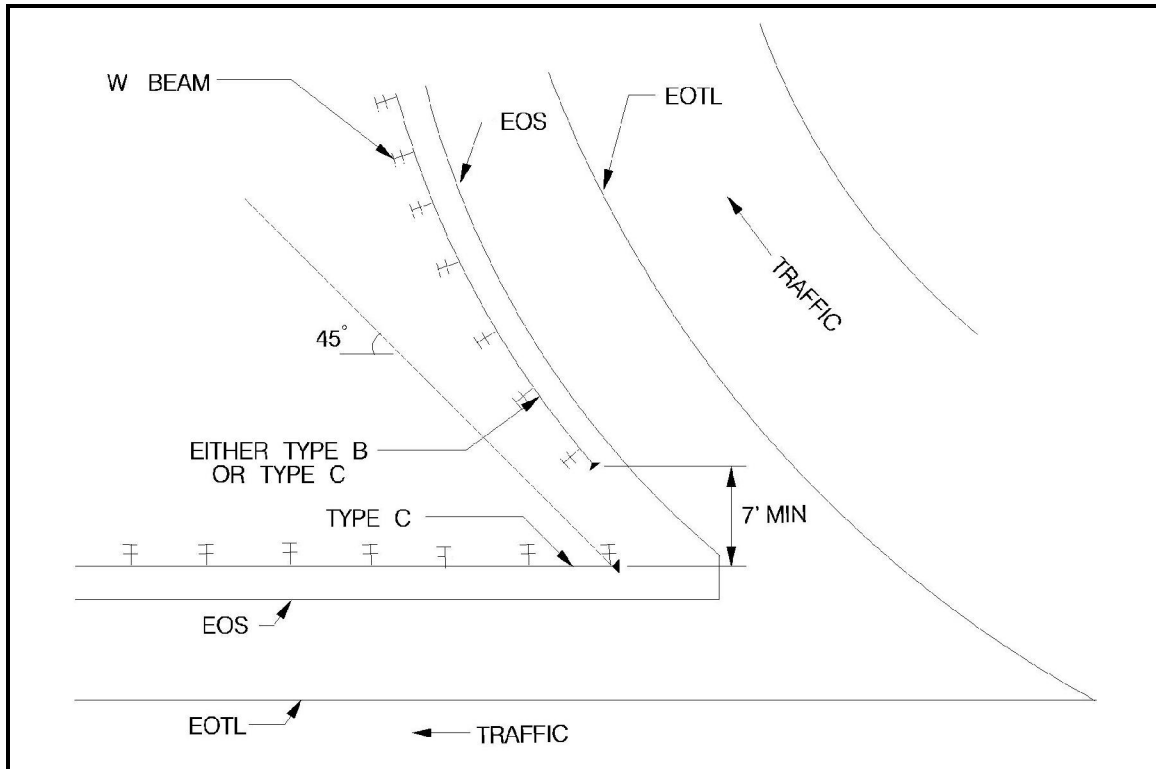 W BEAM
EOS
EOTL
TRAFFIC
45°
EITHER TYPE B
OR TYPE C
TYPE C
7' MIN
EOS
EOTL
TRAFFIC